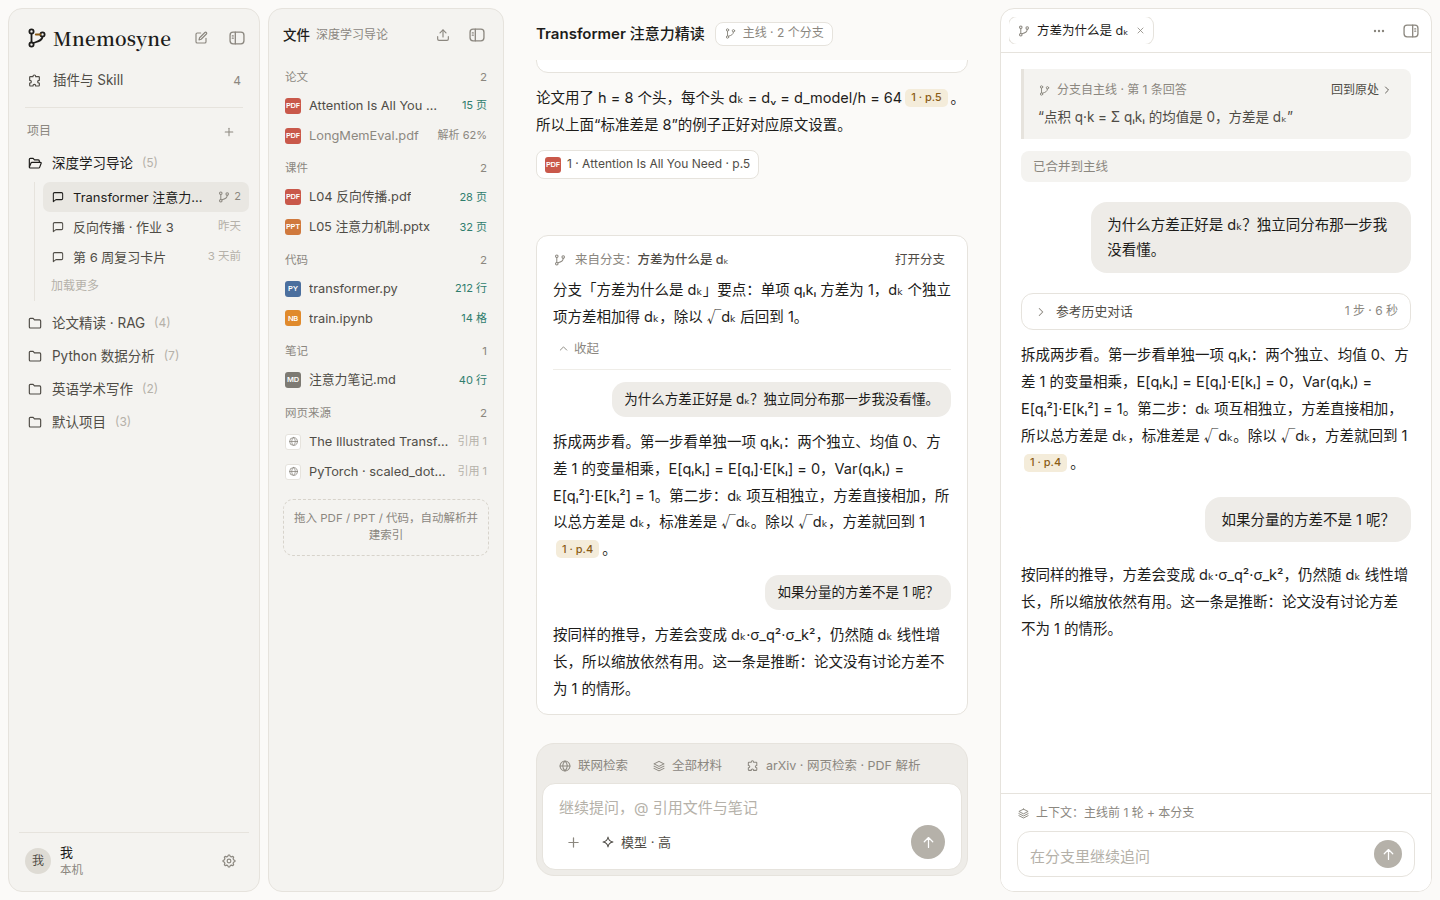 Mnemosyne
插件与 Skill 4
项目
深度学习导论 (5)
Transformer 注意力... 2
反向传播 · 作业 3 昨天
第 6 周复习卡片 3 天前
加载更多
论文精读 · RAG (4)
Python 数据分析 (7)
英语学术写作 (2)
默认项目 (3)
我 我
本机
文件 深度学习导论
论文 2
PDF Attention Is All You ... 15 页
PDF LongMemEval.pdf 解析 62%
课件 2
PDF L04 反向传播.pdf 28 页
PPT L05 注意力机制.pptx 32 页
代码 2
PY transformer.py 212 行
NB train.ipynb 14 格
笔记 1
MD 注意力笔记.md 40 行
网页来源 2
The Illustrated Transf... 引用 1
PyTorch · scaled_dot... 引用 1
拖入 PDF / PPT / 代码，自动解析并
建索引
Transformer 注意力精读 主线 · 2 个分支
论文用了 h = 8 个头，每个头 dₖ = dᵥ = d_model/h = 64 1 · p.5 。
所以上面“标准差是 8”的例子正好对应原文设置。
PDF 1 · Attention Is All You Need · p.5
来自分支：方差为什么是 dₖ 打开分支
分支「方差为什么是 dₖ」要点：单项 qᵢkᵢ 方差为 1，dₖ 个独立
项方差相加得 dₖ，除以 √dₖ 后回到 1。
收起
为什么方差正好是 dₖ？独立同分布那一步我没看懂。
拆成两步看。第一步看单独一项 qᵢkᵢ：两个独立、均值 0、方
差 1 的变量相乘，E[qᵢkᵢ] = E[qᵢ]·E[kᵢ] = 0，Var(qᵢkᵢ) =
E[qᵢ²]·E[kᵢ²] = 1。第二步：dₖ 项互相独立，方差直接相加，所
以总方差是 dₖ，标准差是 √dₖ。除以 √dₖ，方差就回到 1
1 · p.4 。
如果分量的方差不是 1 呢？
按同样的推导，方差会变成 dₖ·σ_q²·σ_k²，仍然随 dₖ 线性增
长，所以缩放依然有用。这一条是推断：论文没有讨论方差不
为 1 的情形。
联网检索 全部材料 arXiv · 网页检索 · PDF 解析
继续提问，@ 引用文件与笔记
模型 · 高
方差为什么是 dₖ ×
分支自主线 · 第 1 条回答 回到原处
“点积 q·k = Σ qᵢkᵢ 的均值是 0，方差是 dₖ”
已合并到主线
为什么方差正好是 dₖ？独立同分布那一步我
没看懂。
参考历史对话 1 步 · 6 秒
拆成两步看。第一步看单独一项 qᵢkᵢ：两个独立、均值 0、方
差 1 的变量相乘，E[qᵢkᵢ] = E[qᵢ]·E[kᵢ] = 0，Var(qᵢkᵢ) =
E[qᵢ²]·E[kᵢ²] = 1。第二步：dₖ 项互相独立，方差直接相加，
所以总方差是 dₖ，标准差是 √dₖ。除以 √dₖ，方差就回到 1
1 · p.4 。
如果分量的方差不是 1 呢？
按同样的推导，方差会变成 dₖ·σ_q²·σ_k²，仍然随 dₖ 线性增
长，所以缩放依然有用。这一条是推断：论文没有讨论方差
不为 1 的情形。
上下文：主线前 1 轮 + 本分支
在分支里继续追问